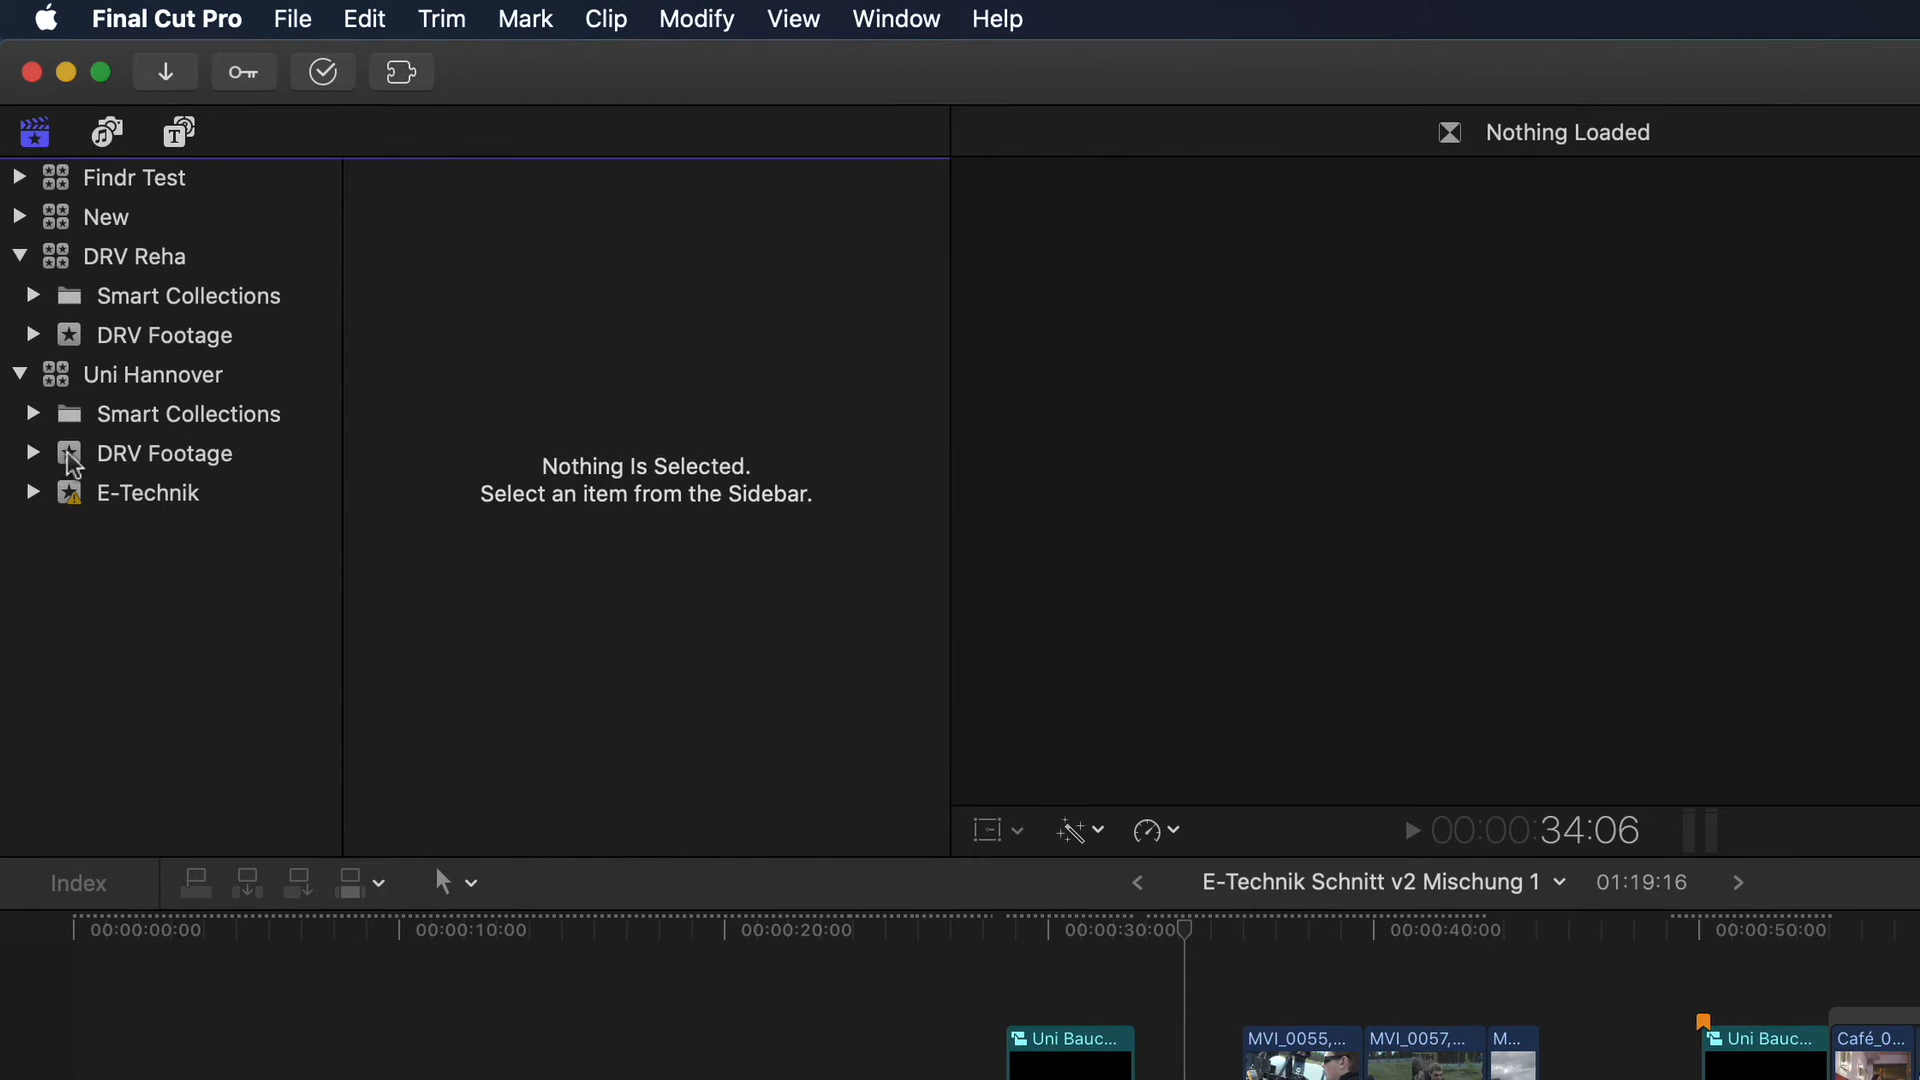 Final Cut Pro File Edit Trim Mark Clip Modify View Window Help
Nothing Loaded
Findr Test
New
DRV Reha
Smart Collections
DRV Footage
Uni Hannover
Smart Collections
DRV Footage
E-Technik
Nothing Is Selected.
Select an item from the Sidebar.
00:00:34:06
Index
E-Technik Schnitt v2 Mischung 1
01:19:16
00:00:00:00 00:00:10:00 00:00:20:00 00:00:30:00 00:00:40:00 00:00:50:00
Uni Bauc... MVI_0055,... MVI_0057,... M... Uni Bauc... Café_0...